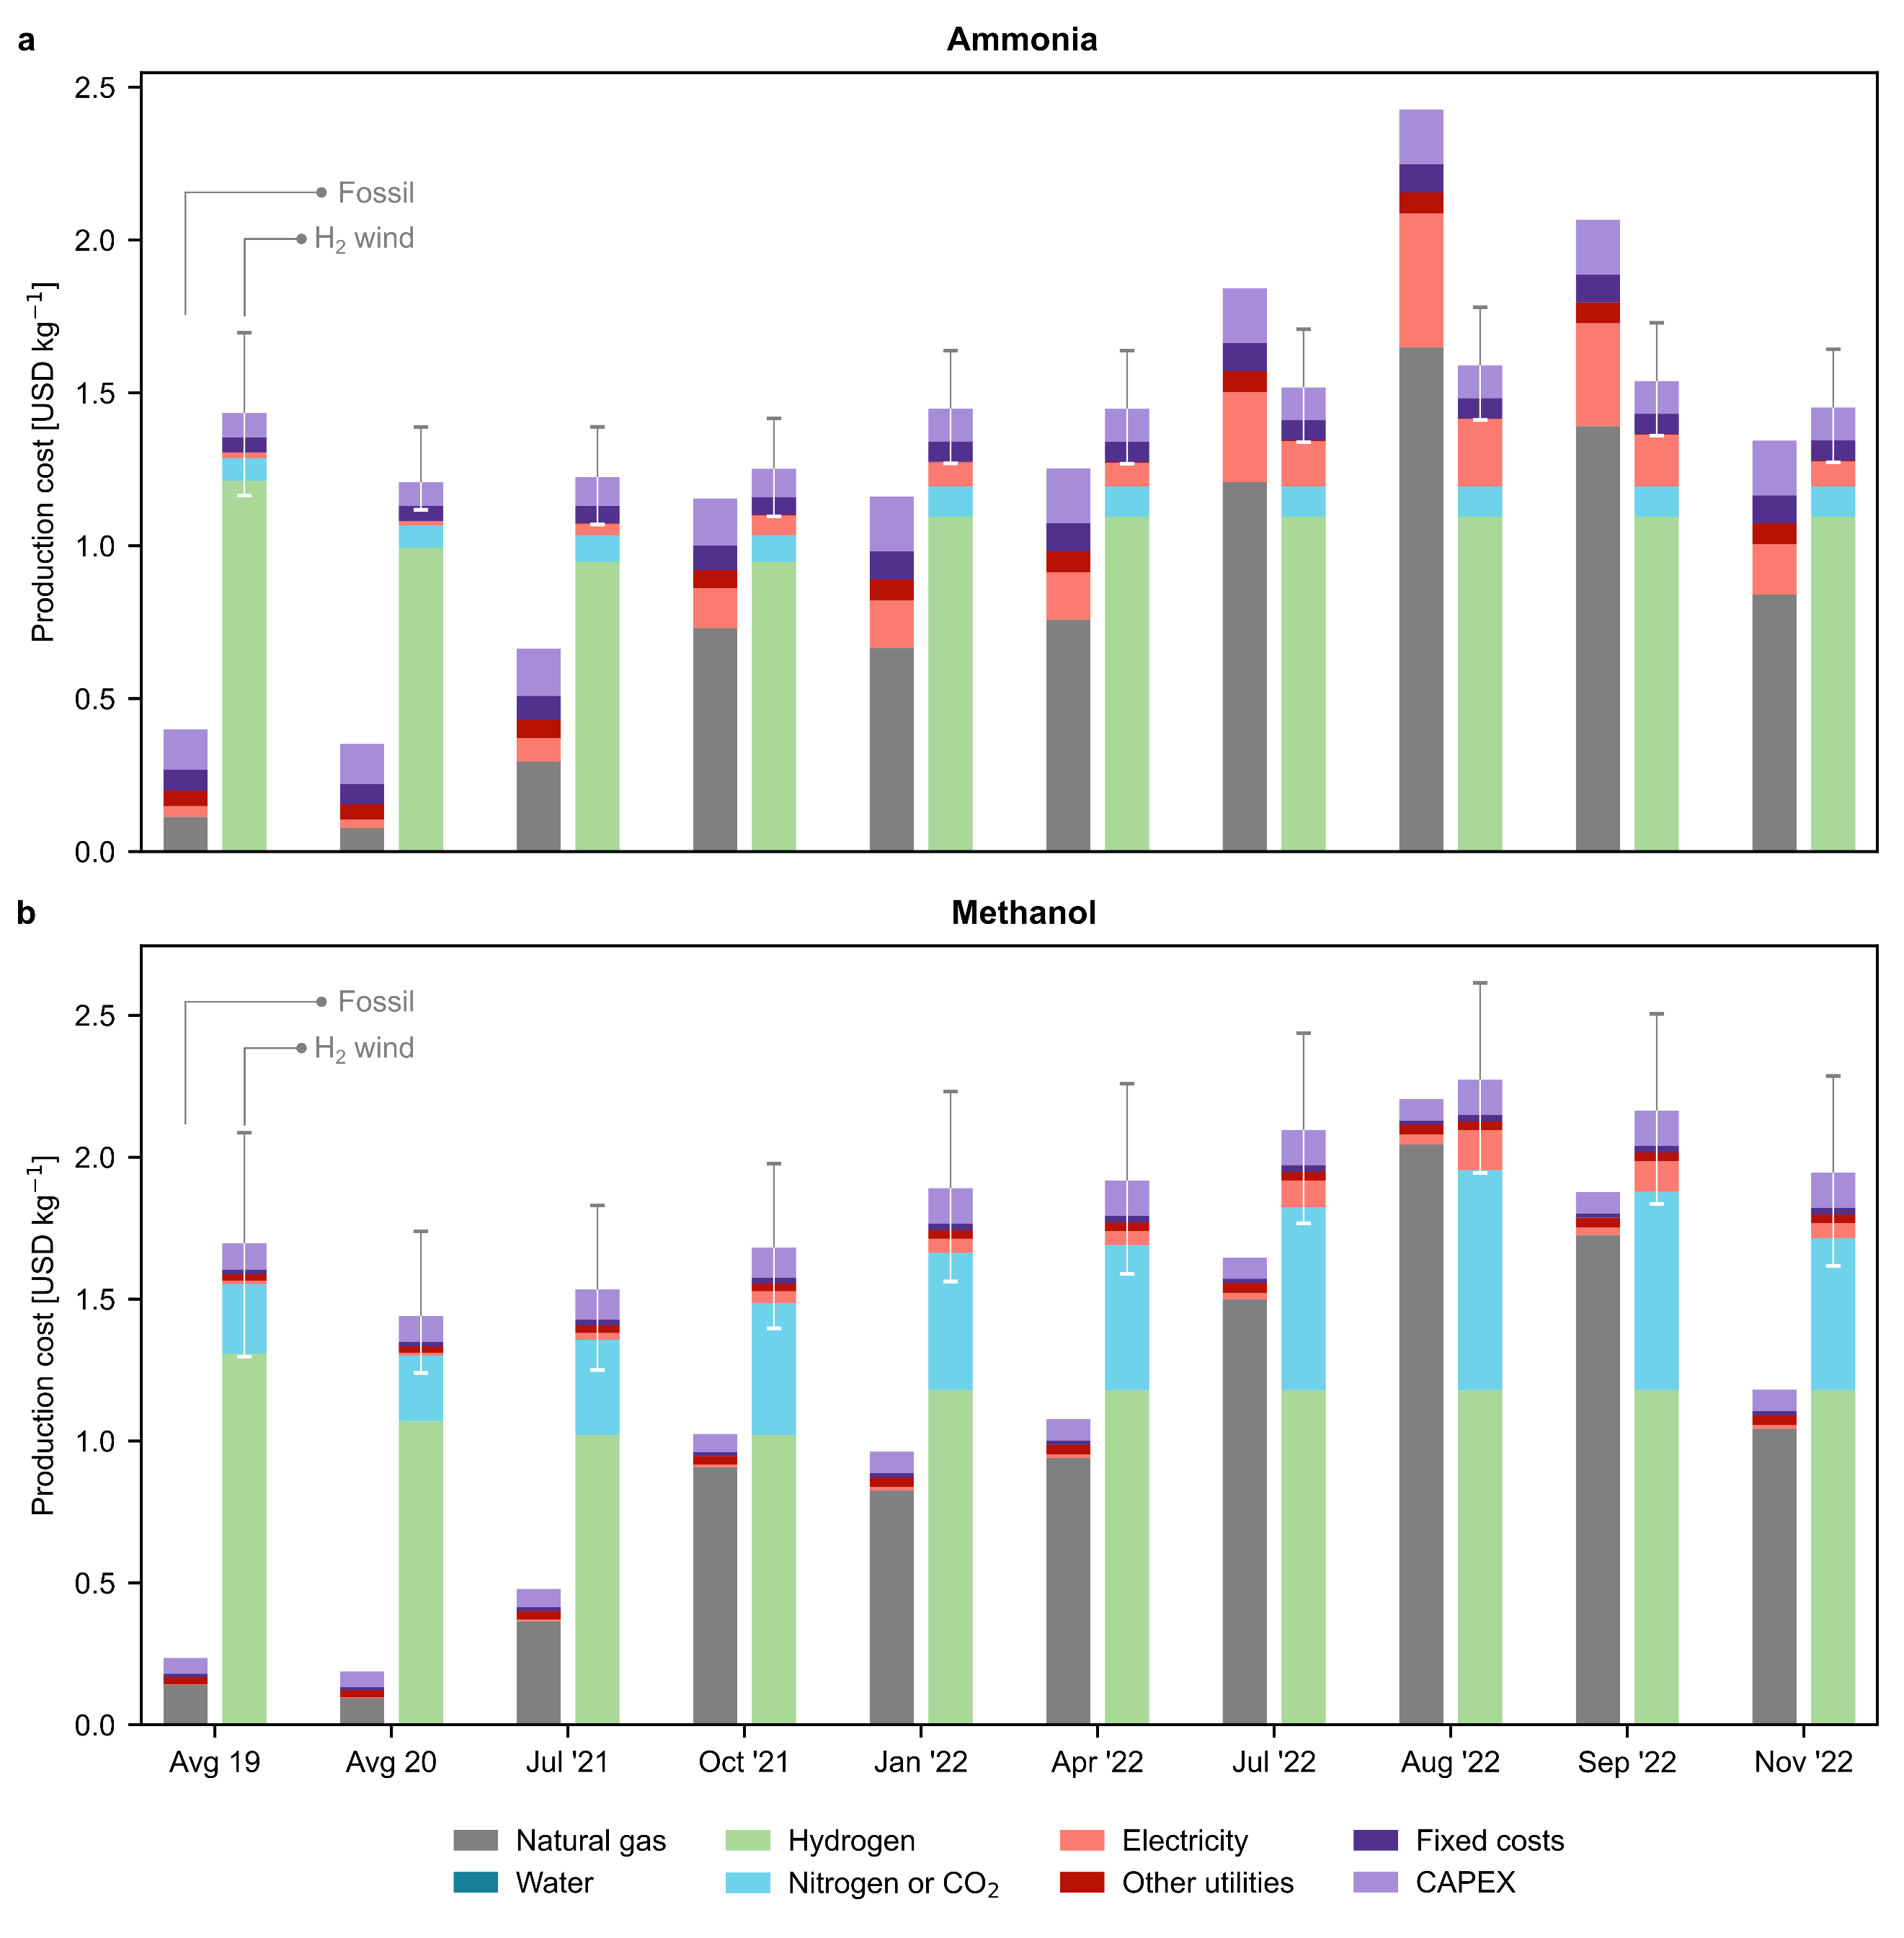 a
Ammonia
2.5
2.0
1.5
1.0
0.5
0.0
Production cost [USD kg⁻¹]
Fossil
H₂ wind
b
Methanol
2.5
2.0
1.5
1.0
0.5
0.0
Production cost [USD kg⁻¹]
Fossil
H₂ wind
Avg 19 Avg 20 Jul '21 Oct '21 Jan '22 Apr '22 Jul '22 Aug '22 Sep '22 Nov '22
Natural gas Hydrogen Electricity Fixed costs
Water Nitrogen or CO₂ Other utilities CAPEX